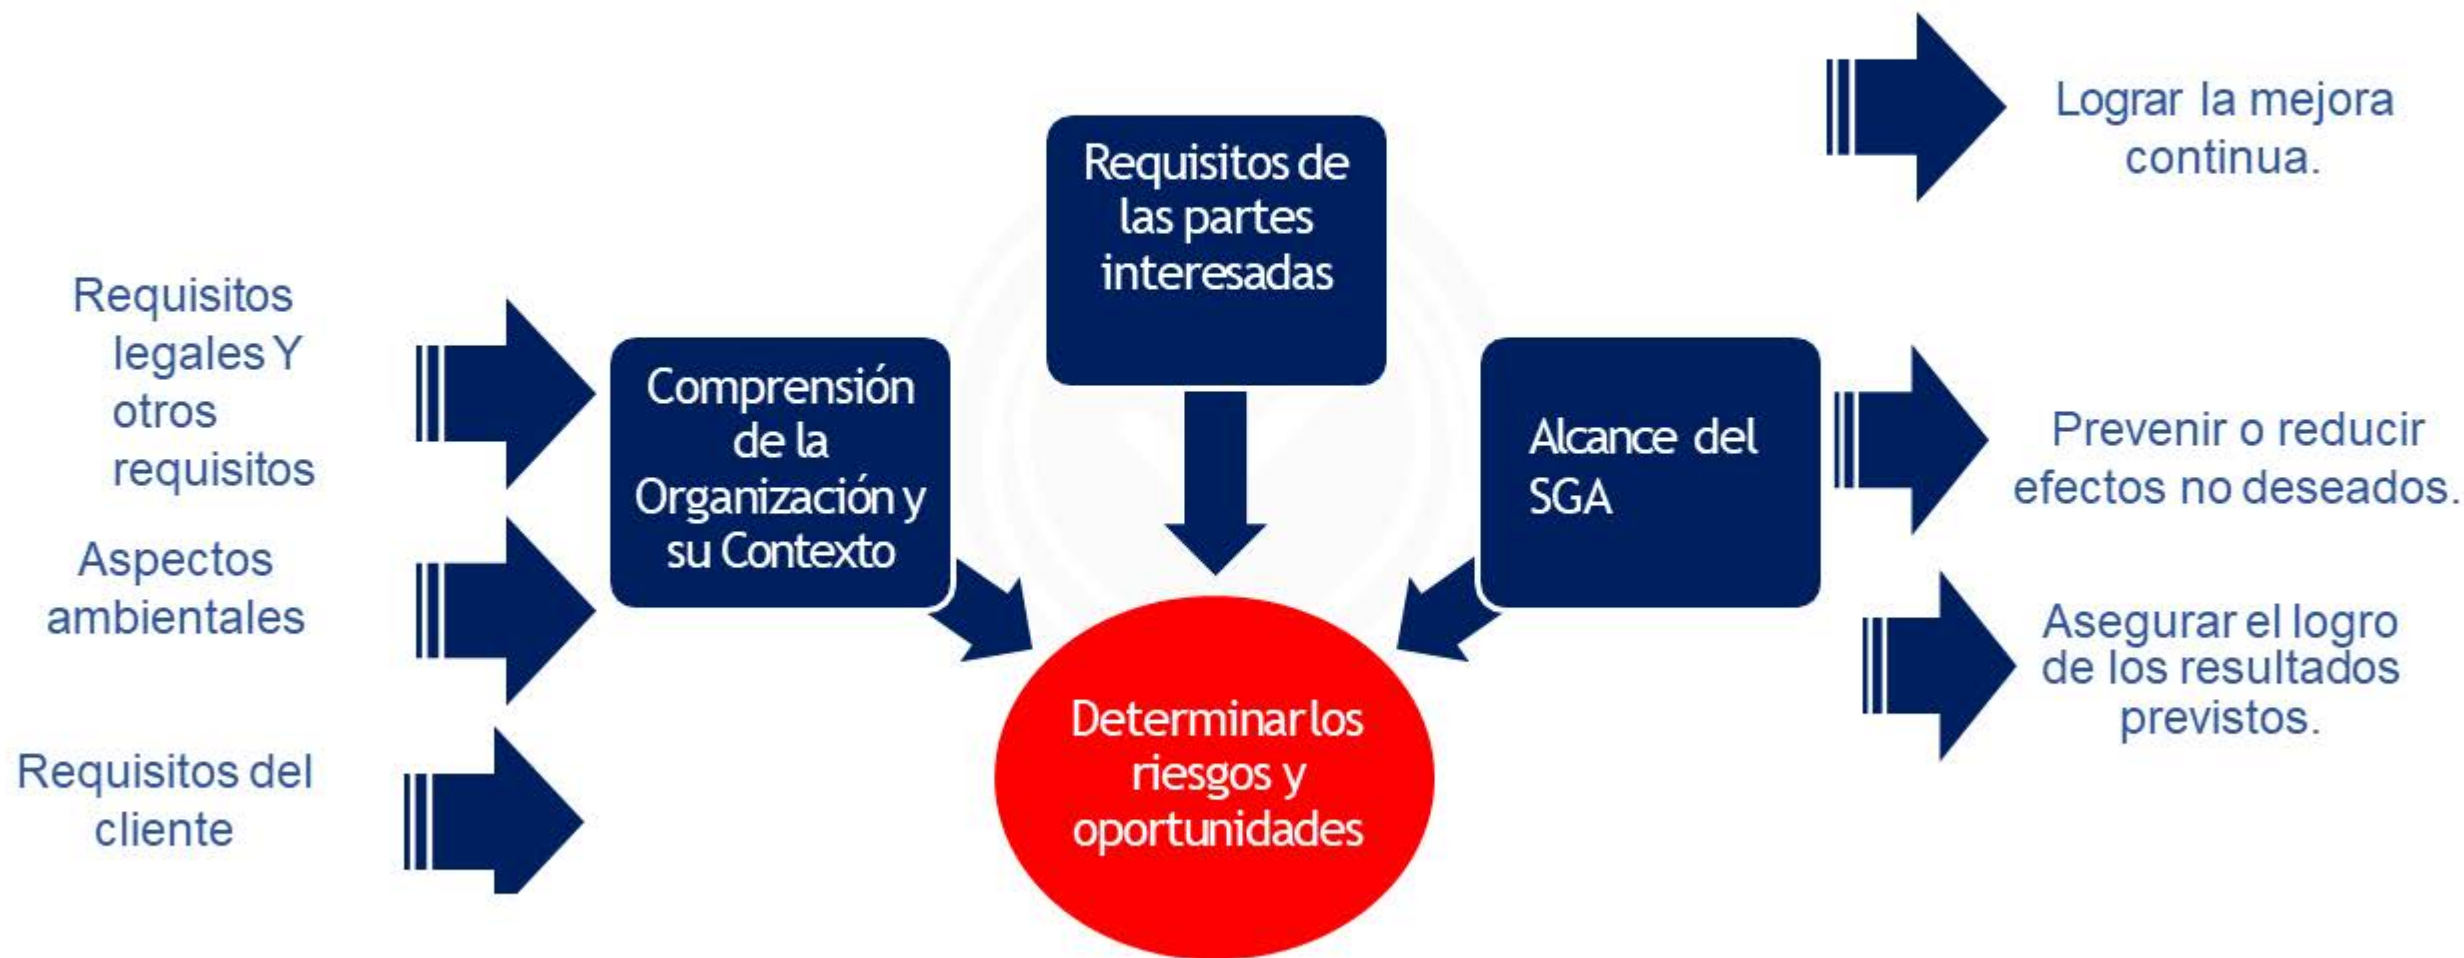 Requisitos
legales Y
otros
requisitos
Aspectos
ambientales
Requisitos del
cliente
Comprensión
de la
Organización y
su Contexto
Requisitos de
las partes
interesadas
Alcance del
SGA
Determinar los
riesgos y
oportunidades
Lograr la mejora
continua.
Prevenir o reducir
efectos no deseados.
Asegurar el logro
de los resultados
previstos.